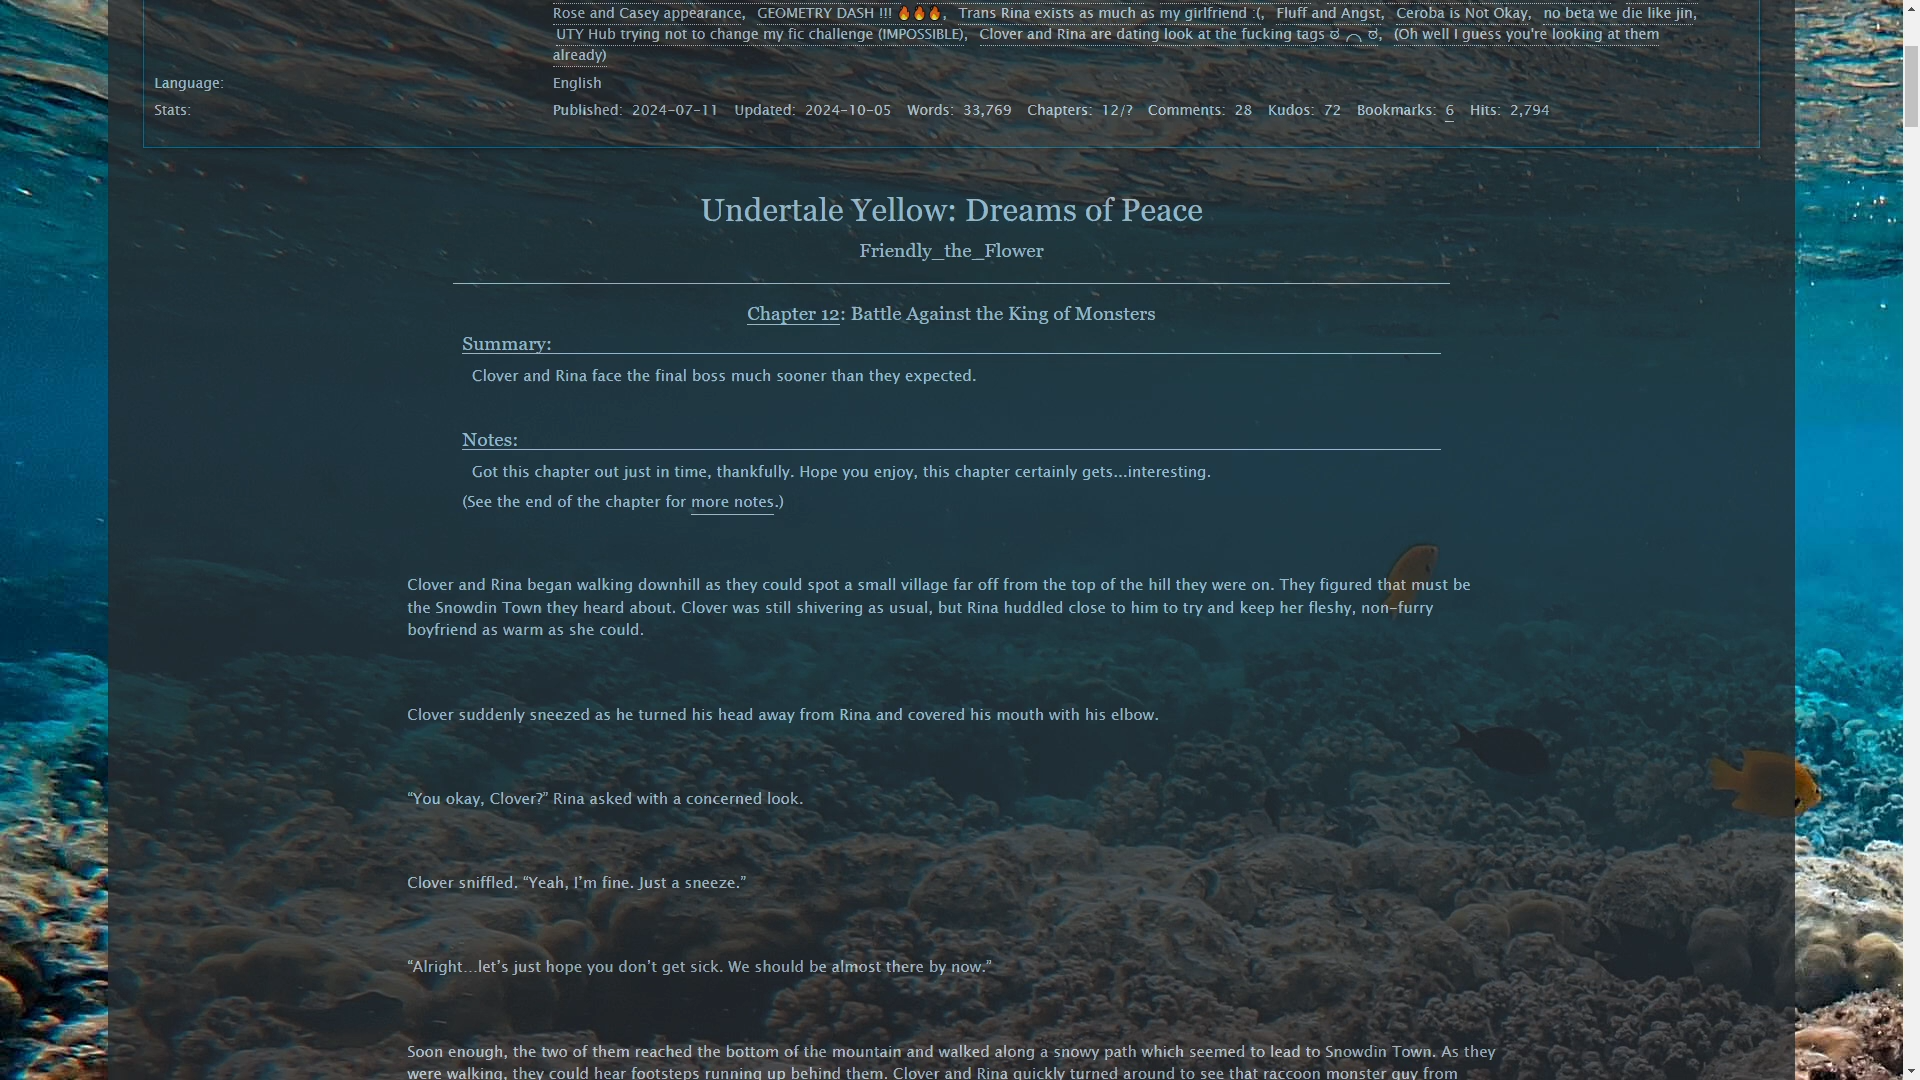 Rose and Casey appearance, GEOMETRY DASH !!! 🔥🔥🔥, Trans Rina exists as much as my girlfriend :(, Fluff and Angst, Ceroba is Not Okay, no beta we die like jin,
UTY Hub trying not to change my fic challenge (IMPOSSIBLE), Clover and Rina are dating look at the fucking tags ಠ ⁔ ಠ, (Oh well I guess you're looking at them
already)
Language: English
Stats: Published: 2024-07-11 Updated: 2024-10-05 Words: 33,769 Chapters: 12/? Comments: 28 Kudos: 72 Bookmarks: 6 Hits: 2,794
Undertale Yellow: Dreams of Peace
Friendly_the_Flower
Chapter 12: Battle Against the King of Monsters
Summary:
Clover and Rina face the final boss much sooner than they expected.
Notes:
Got this chapter out just in time, thankfully. Hope you enjoy, this chapter certainly gets...interesting.
(See the end of the chapter for more notes.)
Clover and Rina began walking downhill as they could spot a small village far off from the top of the hill they were on. They figured that must be
the Snowdin Town they heard about. Clover was still shivering as usual, but Rina huddled close to him to try and keep her fleshy, non-furry
boyfriend as warm as she could.
Clover suddenly sneezed as he turned his head away from Rina and covered his mouth with his elbow.
“You okay, Clover?” Rina asked with a concerned look.
Clover sniffled. “Yeah, I’m fine. Just a sneeze.”
“Alright…let’s just hope you don’t get sick. We should be almost there by now.”
Soon enough, the two of them reached the bottom of the mountain and walked along a snowy path which seemed to lead to Snowdin Town. As they
were walking, they could hear footsteps running up behind them. Clover and Rina quickly turned around to see that raccoon monster guy from